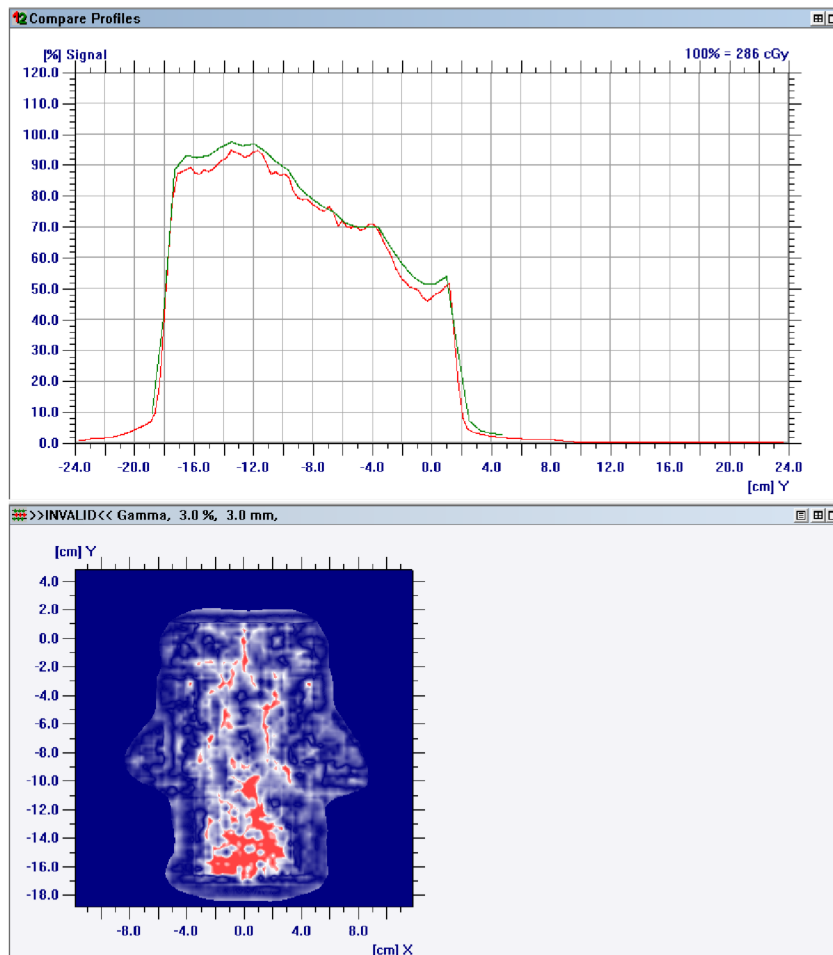 Compare Profiles
[%] Signal
100% = 286 cGy
120.0
110.0
100.0
90.0
80.0
70.0
60.0
50.0
40.0
30.0
20.0
10.0
0.0
-24.0 -20.0 -16.0 -12.0 -8.0 -4.0 0.0 4.0 8.0 12.0 16.0 20.0 24.0
[cm] Y
>>INVALID<< Gamma, 3.0 %, 3.0 mm,
[cm] Y
4.0
2.0
0.0
-2.0
-4.0
-6.0
-8.0
-10.0
-12.0
-14.0
-16.0
-18.0
-8.0 -4.0 0.0 4.0 8.0
[cm] X